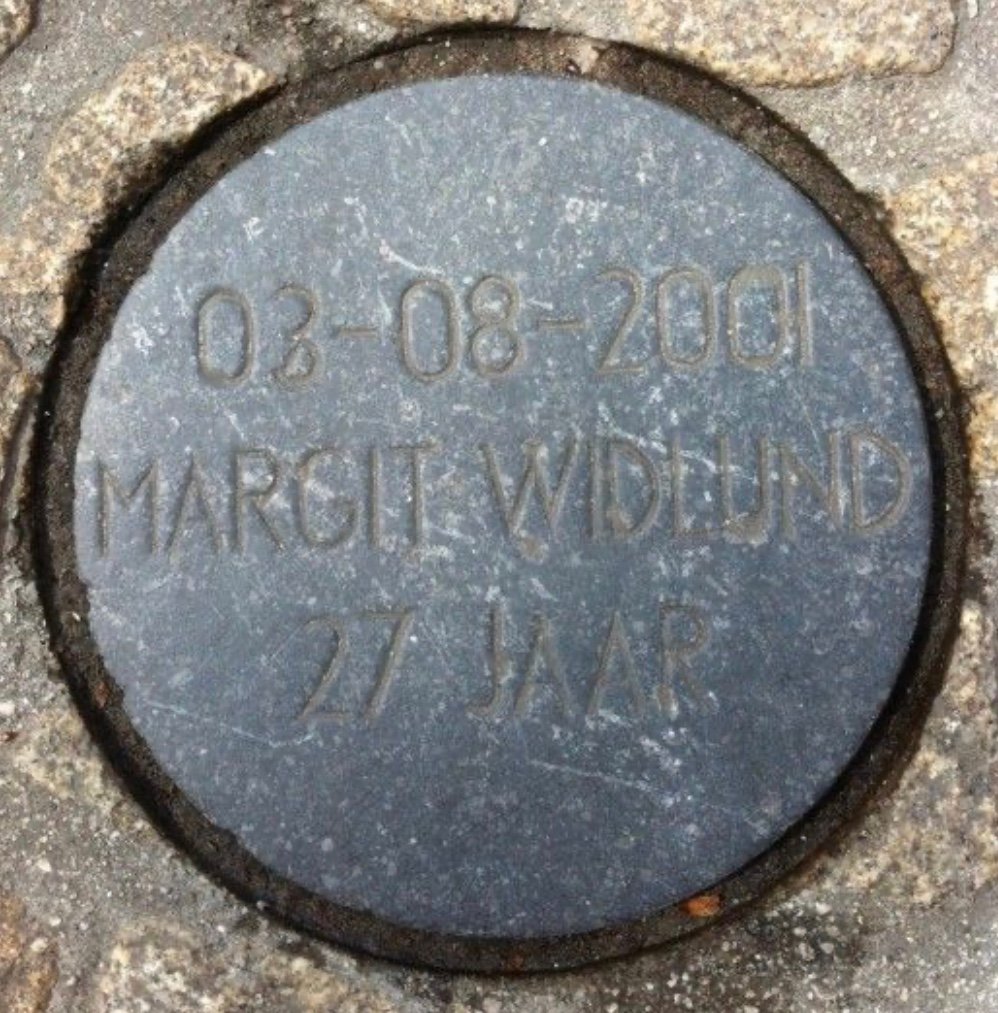 03-08-2001
MARGIT WIDLUND
27 JAAR